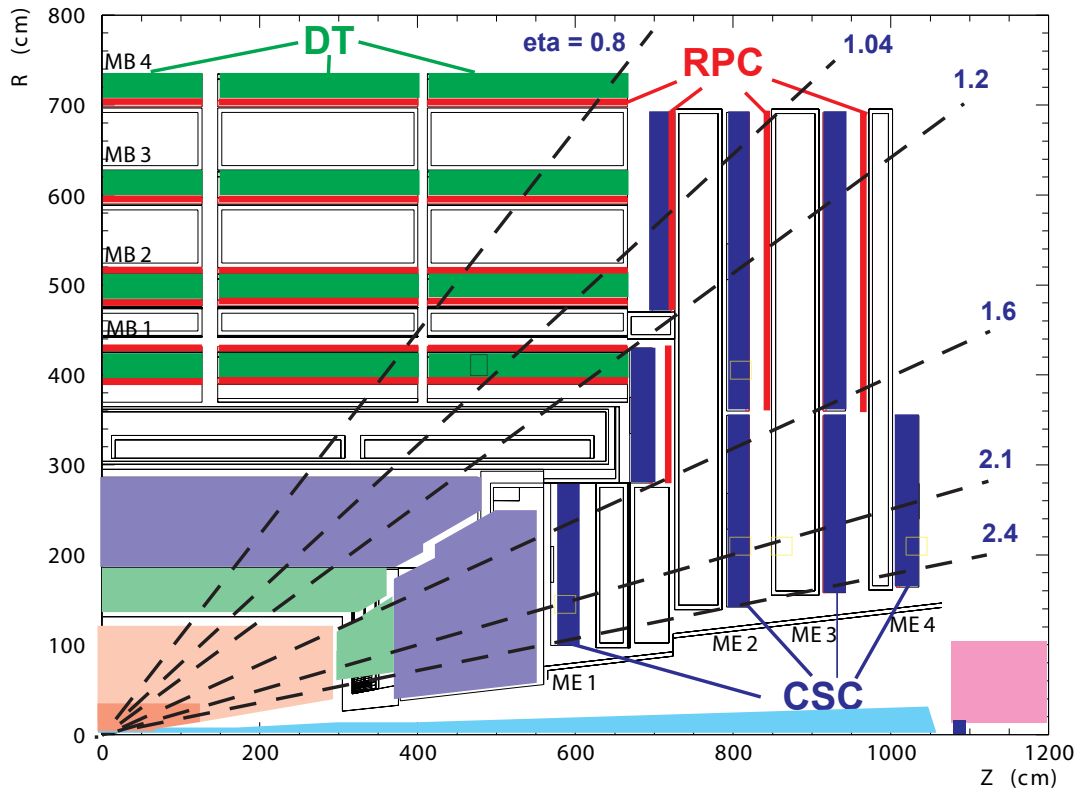 R (cm)
800
700
600
500
400
300
200
100
0
MB 4
MB 3
MB 2
MB 1
DT
eta = 0.8
1.04
RPC
1.2
1.6
2.1
2.4
ME 1
ME 2
ME 3
ME 4
CSC
0
200
400
600
800
1000
1200
Z (cm)